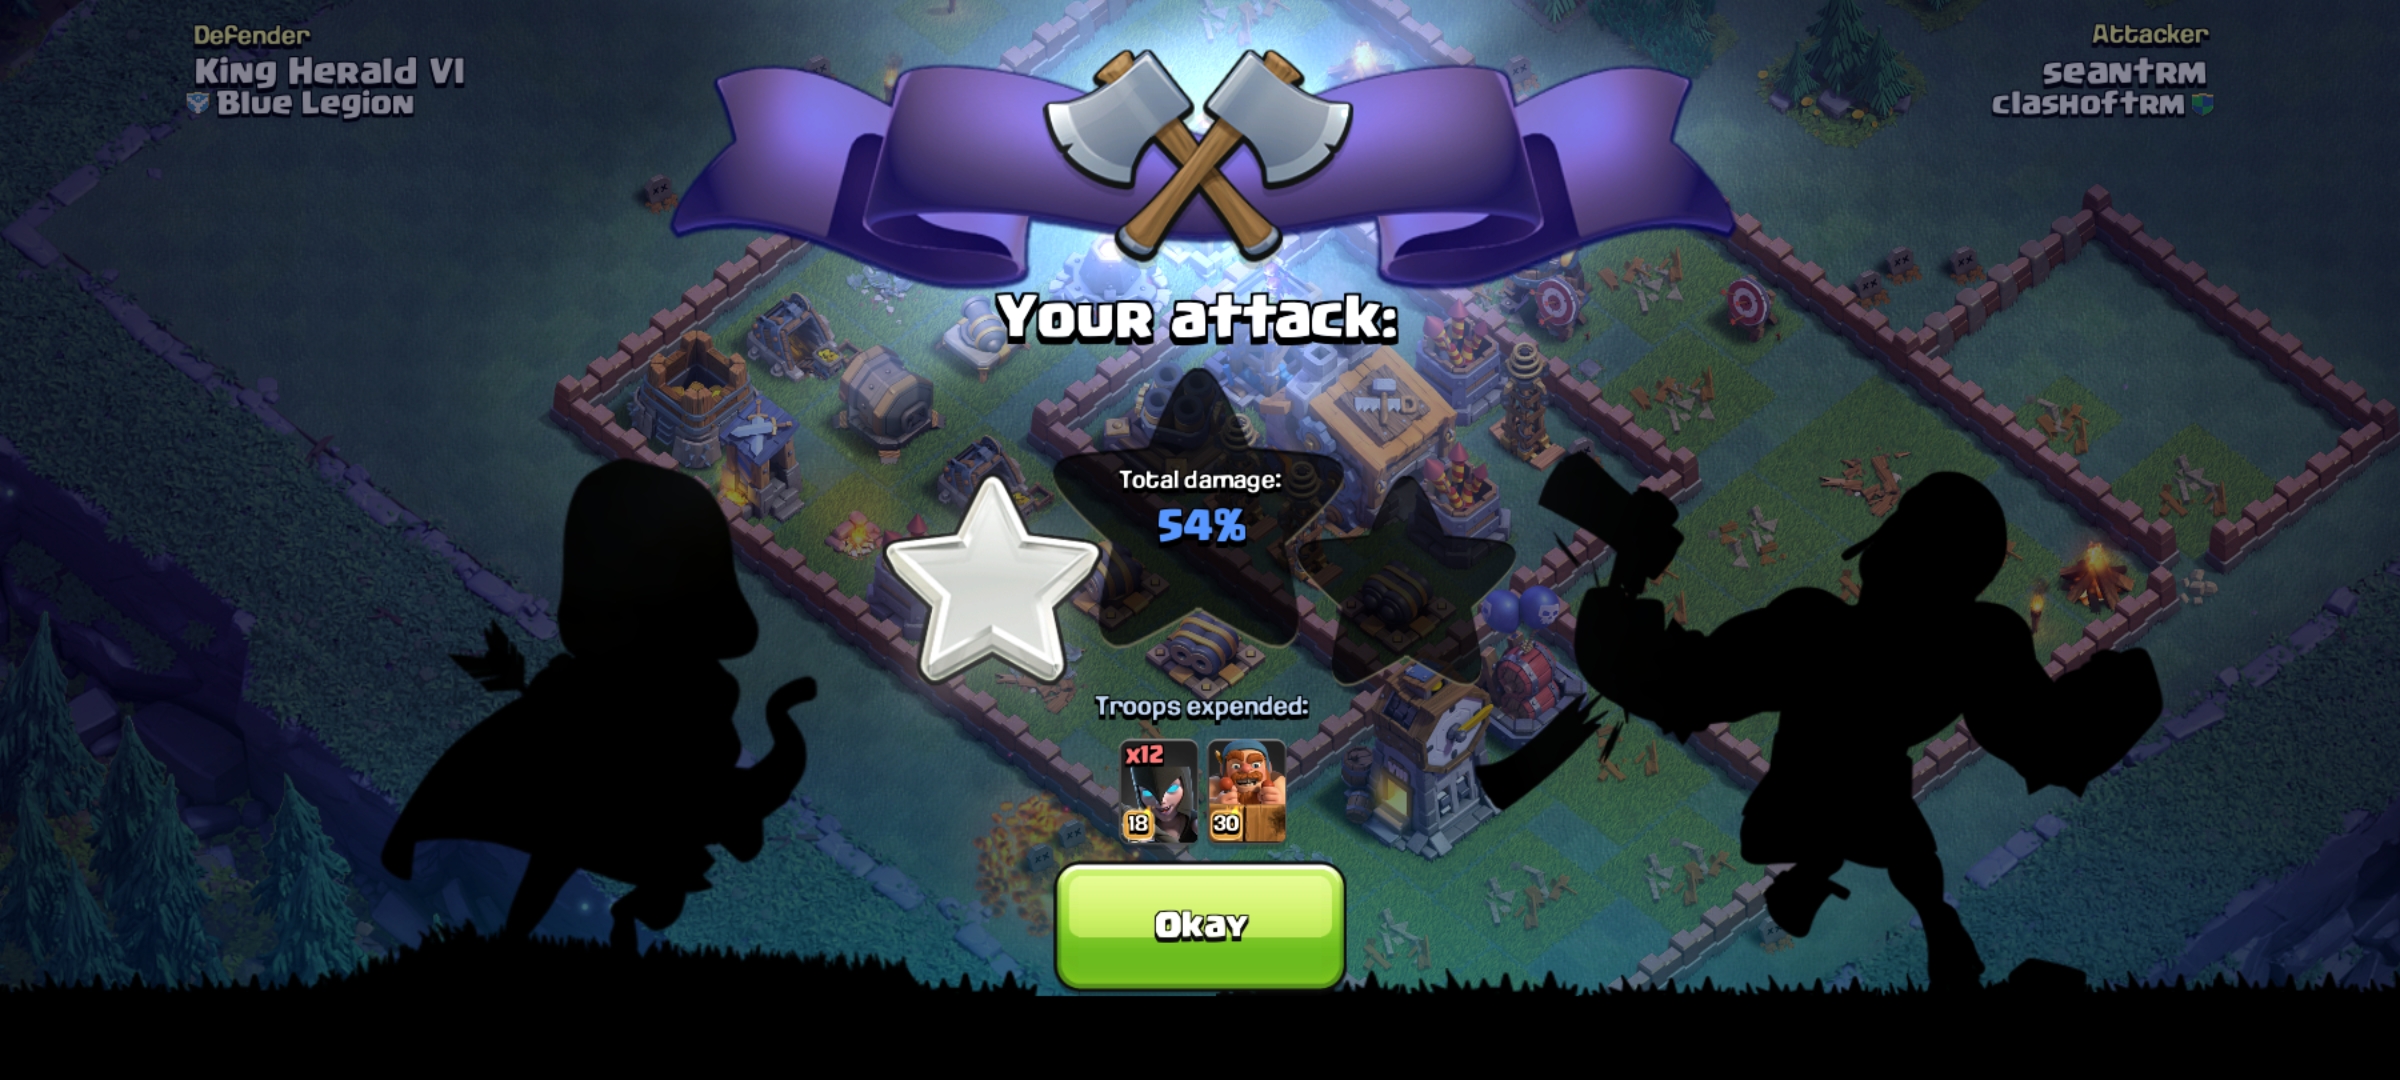 Defender
King Herald VI
Blue Legion
Attacker
seantRM
clashoftRM
Your attack:
Total damage:
54%
Troops expended:
x12
18
30
Okay